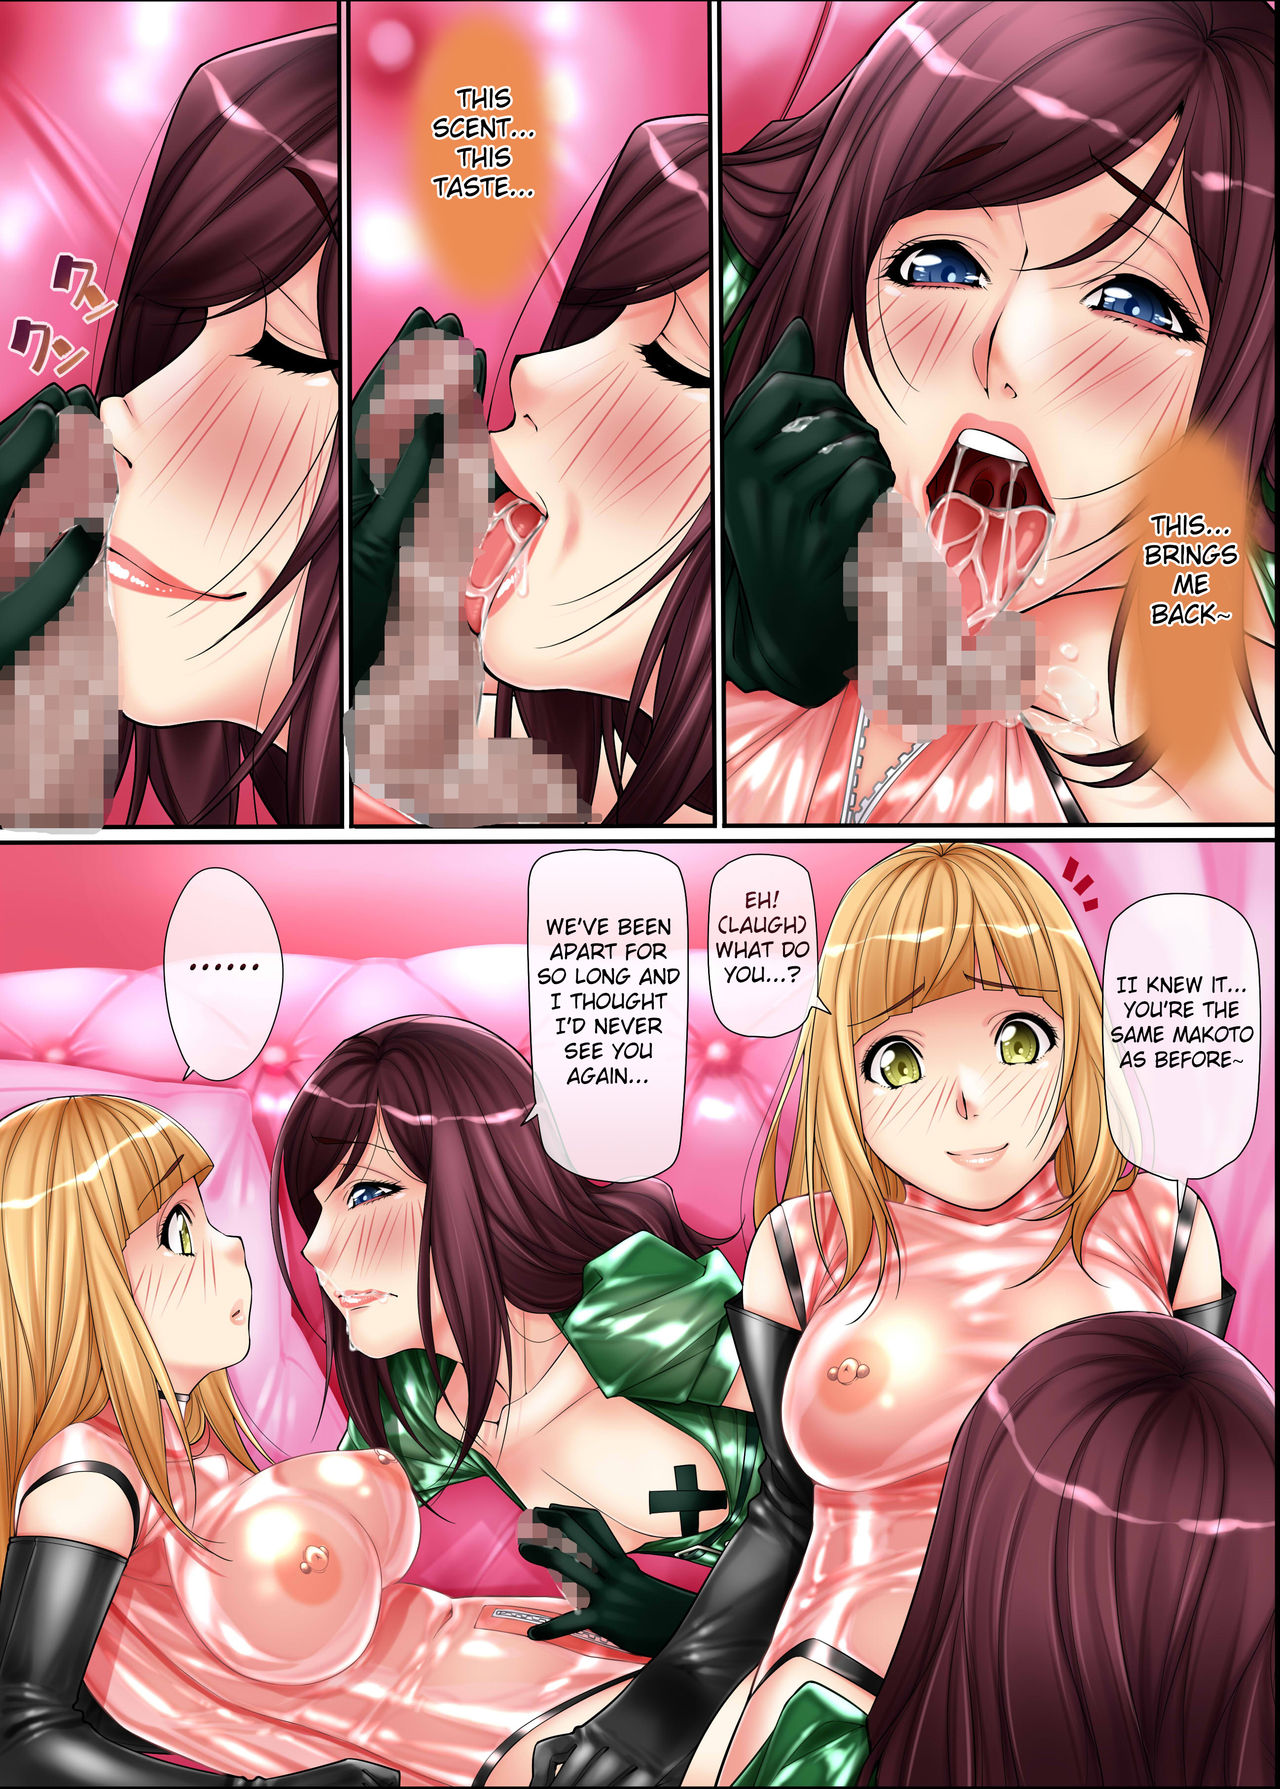 クン
クン
THIS
SCENT...
THIS
TASTE...
THIS...
BRINGS
ME
BACK~
......
WE'VE BEEN
APART FOR
SO LONG AND
I THOUGHT
I'D NEVER
SEE YOU
AGAIN...
EH!
(LAUGH)
WHAT DO
YOU...?
II KNEW IT...
YOU'RE THE
SAME MAKOTO
AS BEFORE~